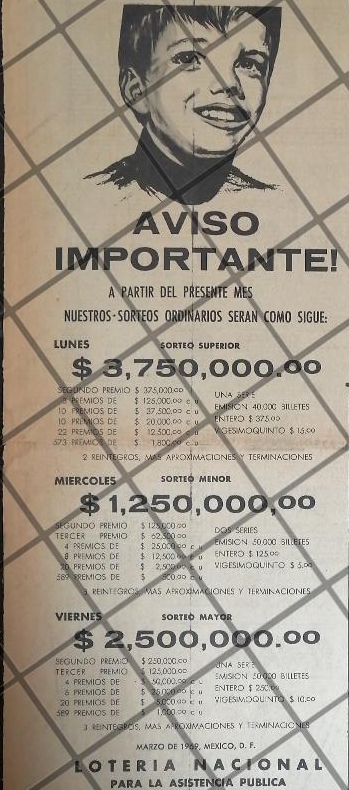 AVISO
IMPORTANTE!
A PARTIR DEL PRESENTE MES
NUESTROS-SORTEOS ORDINARIOS SERAN COMO SIGUE:
LUNES SORTEO SUPERIOR
$ 3,750,000.00
SEGUNDO PREMIO $ 375,000.00
PREMIOS DE $ 125,000.00 c u
10 PREMIOS DE $ 37,500.00 c u
10 PREMIOS DE $ 20,000.00 c u
22 PREMIOS DE $ 12,500.00 c u
573 PREMIOS DE $ 1,800.00 c u
UNA SERIE
EMISION 40,000 BILLETES
ENTERO $ 375.00
VIGESIMOQUINTO $ 15.00
2 REINTEGROS, MAS APROXIMACIONES Y TERMINACIONES
MIERCOLES SORTEO MENOR
$ 1,250,000,00
SEGUNDO PREMIO $ 125,000.00
TERCER PREMIO $ 62,500.00
4 PREMIOS DE $ 25,000.00 c u
8 PREMIOS DE $ 12,500.00 c u
20 PREMIOS DE $ 2,500.00 c u
589 PREMIOS DE $ 500.00 c u
DOS SERIES
EMISION 50,000 BILLETES
ENTERO $ 125.00
VIGESIMOQUINTO $ 5.00
3 REINTEGROS, MAS APROXIMACIONES Y TERMINACIONES
VIERNES SORTEO MAYOR
$ 2,500,000.00
SEGUNDO PREMIO $ 250,000.00
TERCER PREMIO $ 125,000.00
4 PREMIOS DE $ 50,000.00 c u
6 PREMIOS DE $ 25,000.00 c u
20 PREMIOS DE $ 5,000.00 c u
589 PREMIOS DE $ 1,000.00 c u
UNA SERIE
EMISION 50,000 BILLETES
ENTERO $ 250.00
VIGESIMOQUINTO $ 10.00
3 REINTEGROS, MAS APROXIMACIONES Y TERMINACIONES
MARZO DE 1969, MEXICO, D. F.
LOTERIA NACIONAL
PARA LA ASISTENCIA PUBLICA